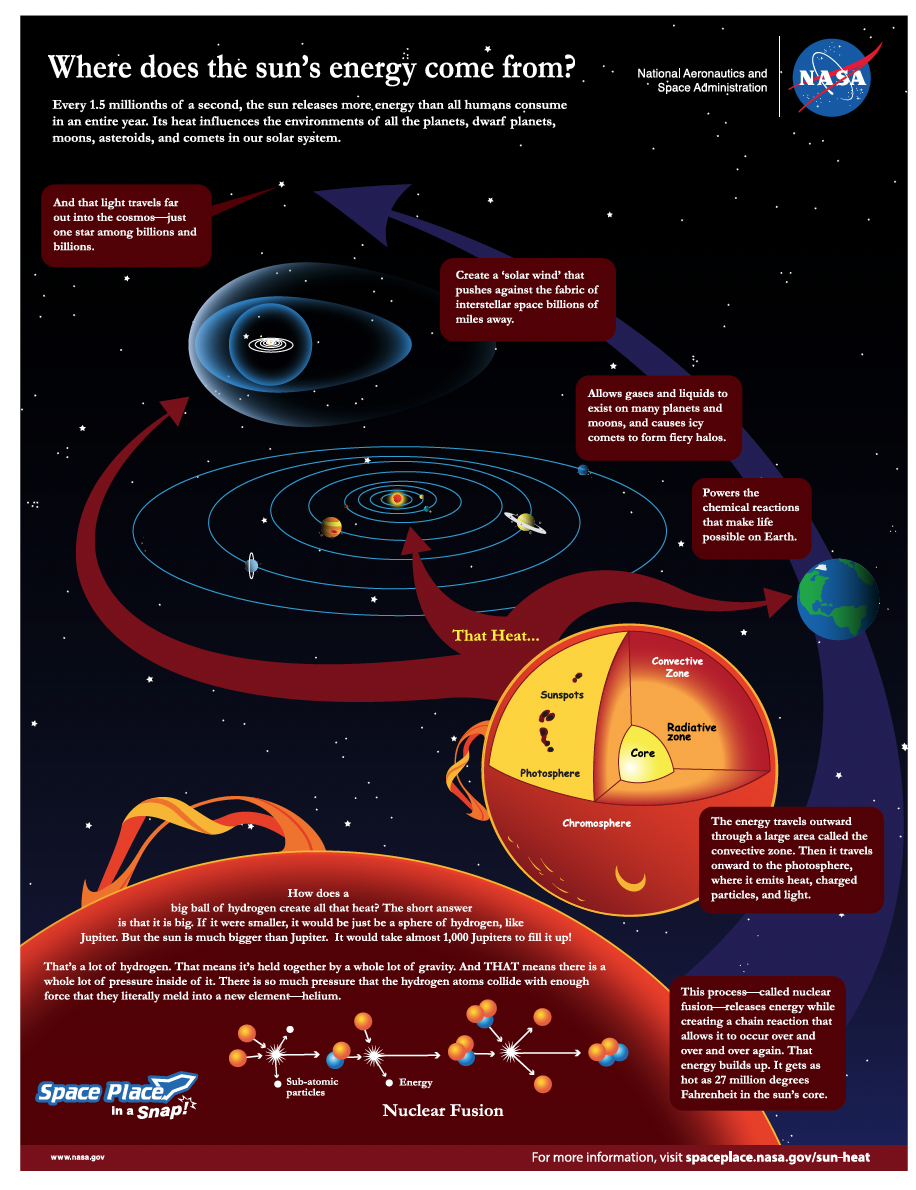 Where does the sun's energy come from?
National Aeronautics and
Space Administration
NASA
Every 1.5 millionths of a second, the sun releases more energy than all humans consume
in an entire year. Its heat influences the environments of all the planets, dwarf planets,
moons, asteroids, and comets in our solar system.
And that light travels far
out into the cosmos—just
one star among billions and
billions.
Create a ‘solar wind’ that
pushes against the fabric of
interstellar space billions of
miles away.
Allows gases and liquids to
exist on many planets and
moons, and causes icy
comets to form fiery halos.
Powers the
chemical reactions
that make life
possible on Earth.
That Heat...
Convective
Zone
Sunspots
Radiative
zone
Core
Photosphere
Chromosphere
The energy travels outward
through a large area called the
convective zone. Then it travels
onward to the photosphere,
where it emits heat, charged
particles, and light.
How does a
big ball of hydrogen create all that heat? The short answer
is that it is big. If it were smaller, it would be just be a sphere of hydrogen, like
Jupiter. But the sun is much bigger than Jupiter. It would take almost 1,000 Jupiters to fill it up!
That's a lot of hydrogen. That means it's held together by a whole lot of gravity. And THAT means there is a
whole lot of pressure inside of it. There is so much pressure that the hydrogen atoms collide with enough
force that they literally meld into a new element—helium.
This process—called nuclear
fusion—releases energy while
creating a chain reaction that
allows it to occur over and
over and over again. That
energy builds up. It gets as
hot as 27 million degrees
Fahrenheit in the sun's core.
Sub-atomic
particles
Energy
Nuclear Fusion
Space Place
in a Snap!
www.nasa.gov
For more information, visit spaceplace.nasa.gov/sun-heat